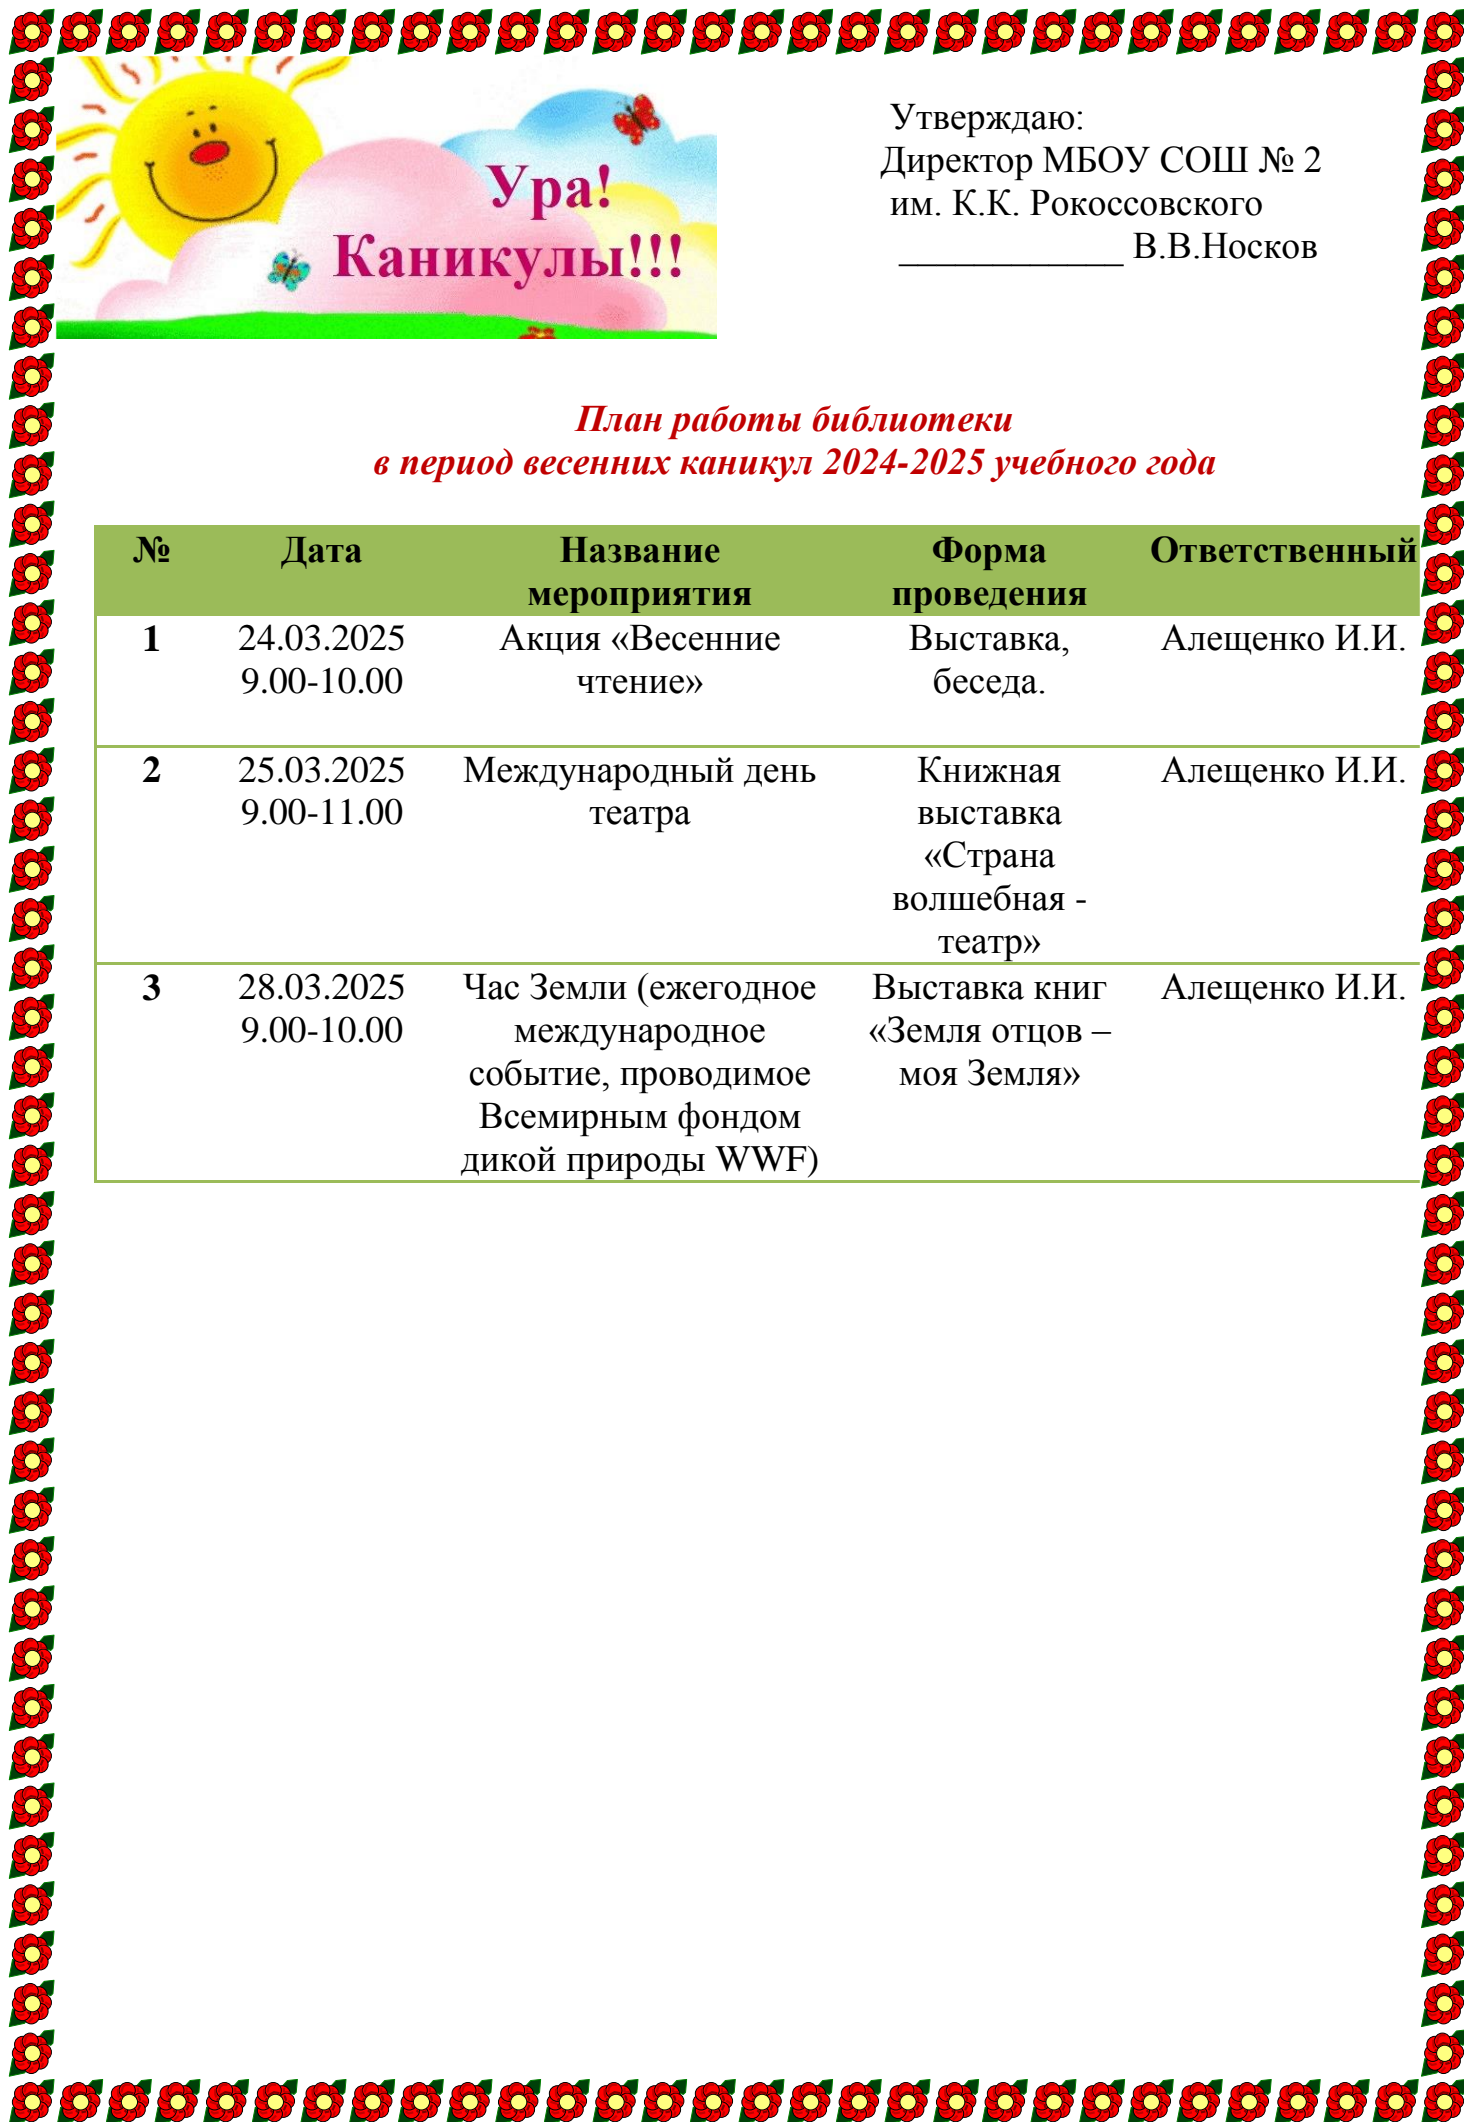 Ура!
Каникулы!!!
Утверждаю:
Директор МБОУ СОШ № 2
им. К.К. Рокоссовского
____________ В.В.Носков
План работы библиотеки
в период весенних каникул 2024-2025 учебного года
№ Дата Название Форма Ответственный
мероприятия проведения
1 24.03.2025 Акция «Весенние Выставка, Алещенко И.И.
9.00-10.00 чтение» беседа.
2 25.03.2025 Международный день Книжная Алещенко И.И.
9.00-11.00 театра выставка
«Страна
волшебная -
театр»
3 28.03.2025 Час Земли (ежегодное Выставка книг Алещенко И.И.
9.00-10.00 международное «Земля отцов –
событие, проводимое моя Земля»
Всемирным фондом
дикой природы WWF)